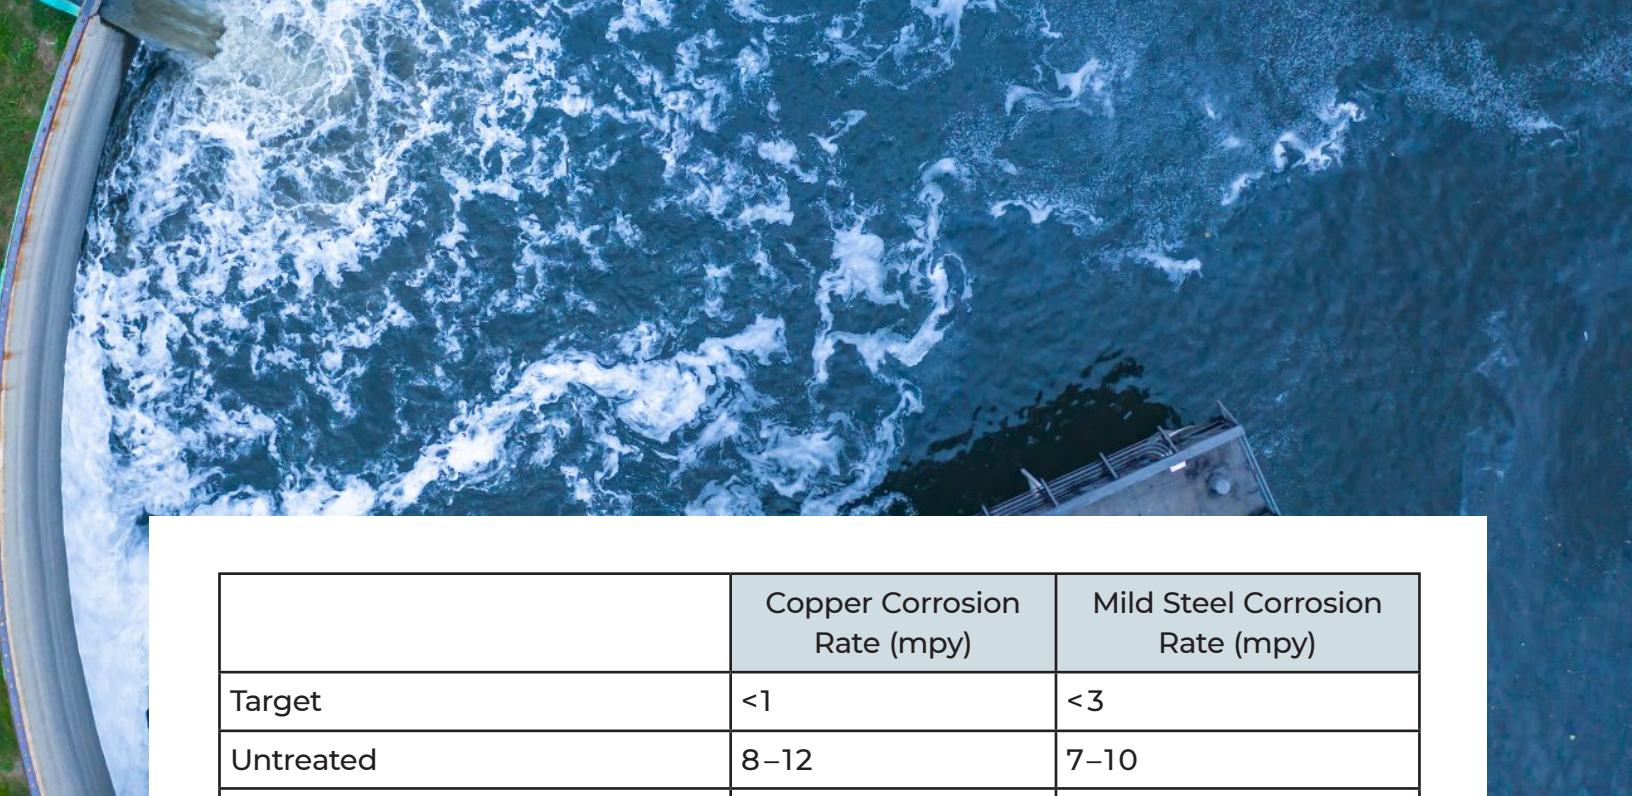 Copper Corrosion Rate (mpy)
Mild Steel Corrosion Rate (mpy)
Target <1 <3
Untreated 8–12 7–10